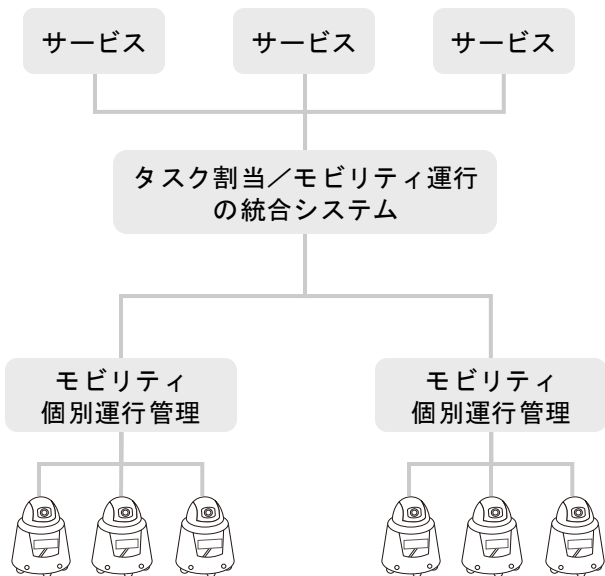 サービス
サービス
サービス
タスク割当／モビリティ運行
の統合システム
モビリティ
個別運行管理
モビリティ
個別運行管理